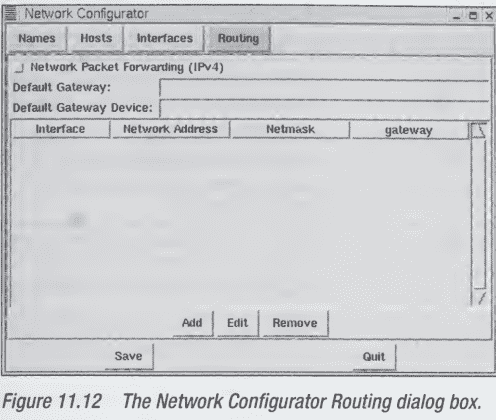 Network Configurator
Names Hosts Interfaces Routing
Network Packet Forwarding (IPv4)
Default Gateway:
Default Gateway Device:
Interface Network Address Netmask gateway
Add Edit Remove
Save Quit
Figure 11.12 The Network Configurator Routing dialog box.